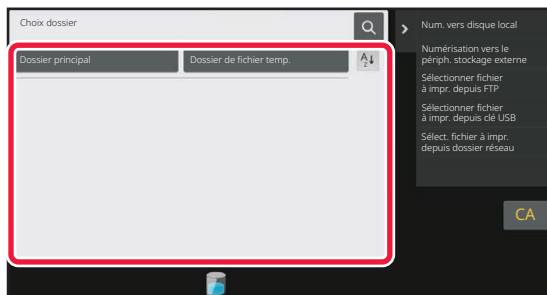 Choix dossier
Dossier principal
Dossier de fichier temp.
A
Z
Num. vers disque local
Numérisation vers le
périph. stockage externe
Sélectionner fichier
à impr. depuis FTP
Sélectionner fichier
à impr. depuis clé USB
Sélect. fichier à impr.
depuis dossier réseau
CA